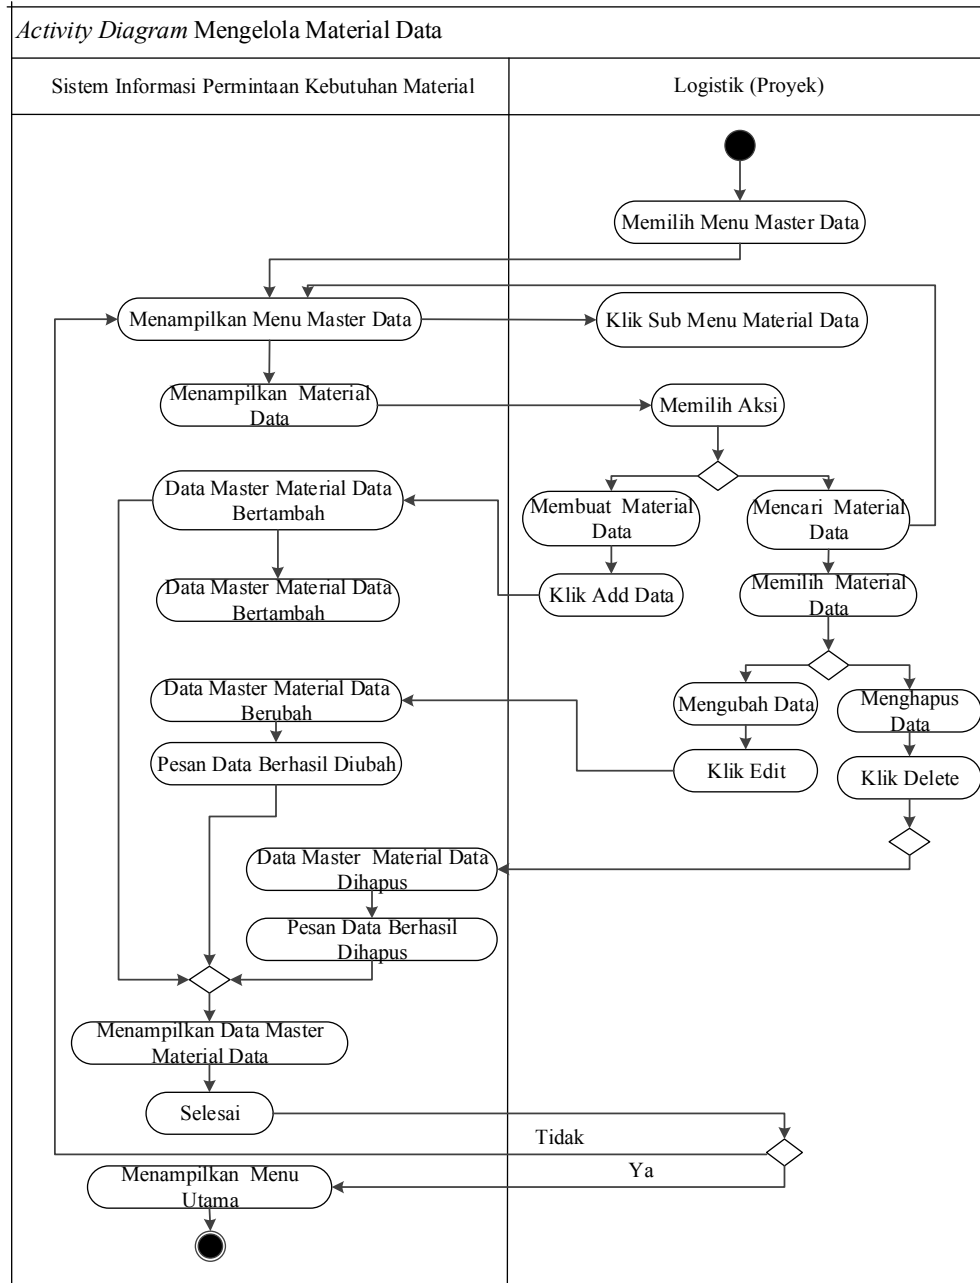 Activity Diagram Mengelola Material Data
Sistem Informasi Permintaan Kebutuhan Material
Logistik (Proyek)
Memilih Menu Master Data
Menampilkan Menu Master Data
Klik Sub Menu Material Data
Menampilkan Material
Data
Memilih Aksi
Data Master Material Data
Bertambah
Membuat Material
Data
Mencari Material
Data
Data Master Material Data
Bertambah
Klik Add Data
Memilih Material
Data
Data Master Material Data
Berubah
Mengubah Data
Menghapus
Data
Pesan Data Berhasil Diubah
Klik Edit
Klik Delete
Data Master Material Data
Dihapus
Pesan Data Berhasil
Dihapus
Menampilkan Data Master
Material Data
Selesai
Tidak
Ya
Menampilkan Menu
Utama